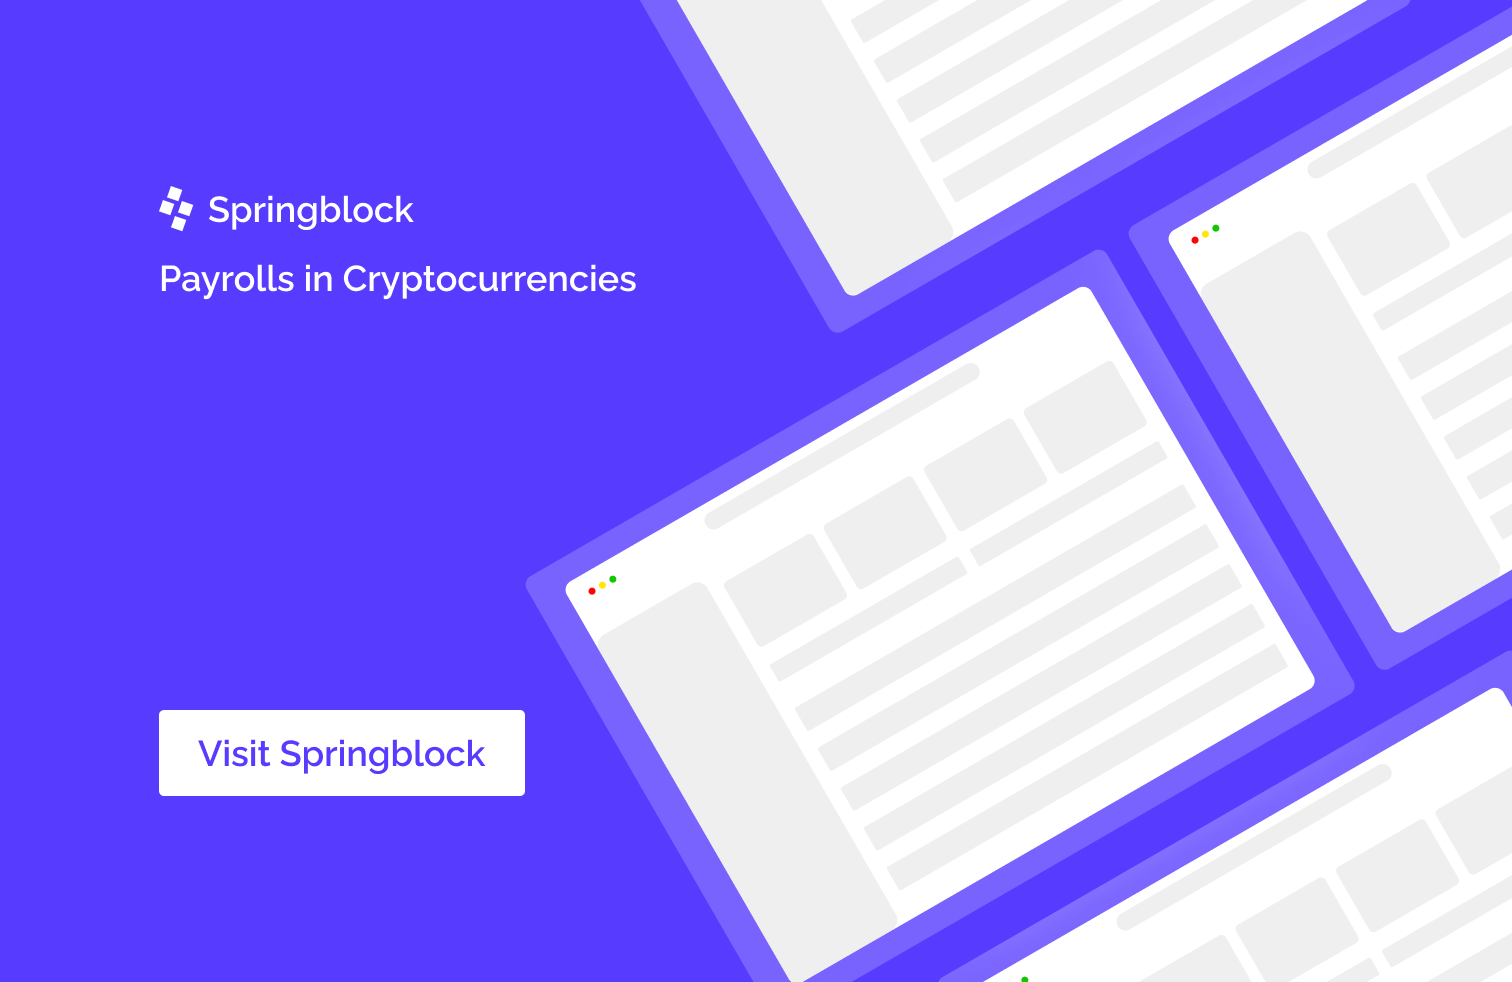 Springblock
Payrolls in Cryptocurrencies
Visit Springblock